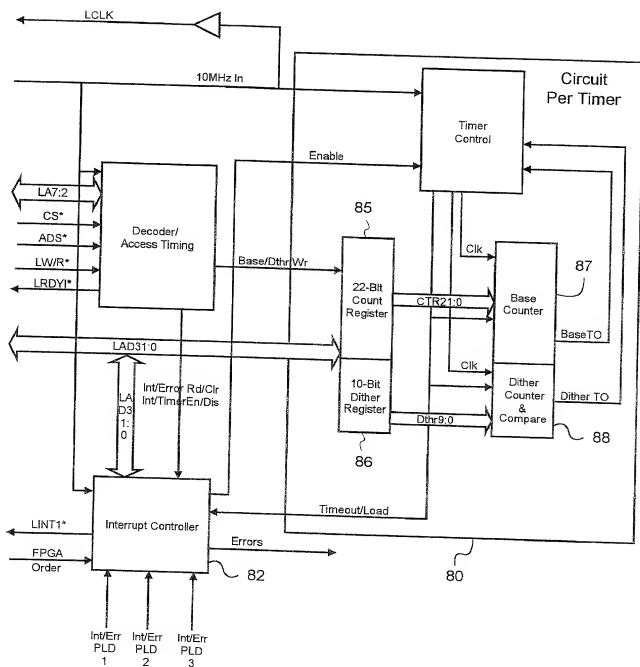 LCLK
10MHz In
Circuit
Per Timer
Timer
Control
Enable
LA7:2
CS*
ADS*
LW/R*
LRDYI*
Decoder/
Access Timing
Base/Dthr Wr
85
22-Bit
Count
Register
CTR21:0
Clk
Base
Counter
87
BaseTO
LAD31:0
LAD3
1:
0
Int/Error Rd/Clr
Int/TimerEn/Dis
10-Bit
Dither
Register
86
Dthr9:0
Clk
Dither
Counter
&
Compare
Dither TO
88
Timeout/Load
LINT1*
FPGA
Order
Interrupt Controller
82
Errors
80
Int/Err
PLD
1
Int/Err
PLD
2
Int/Err
PLD
3